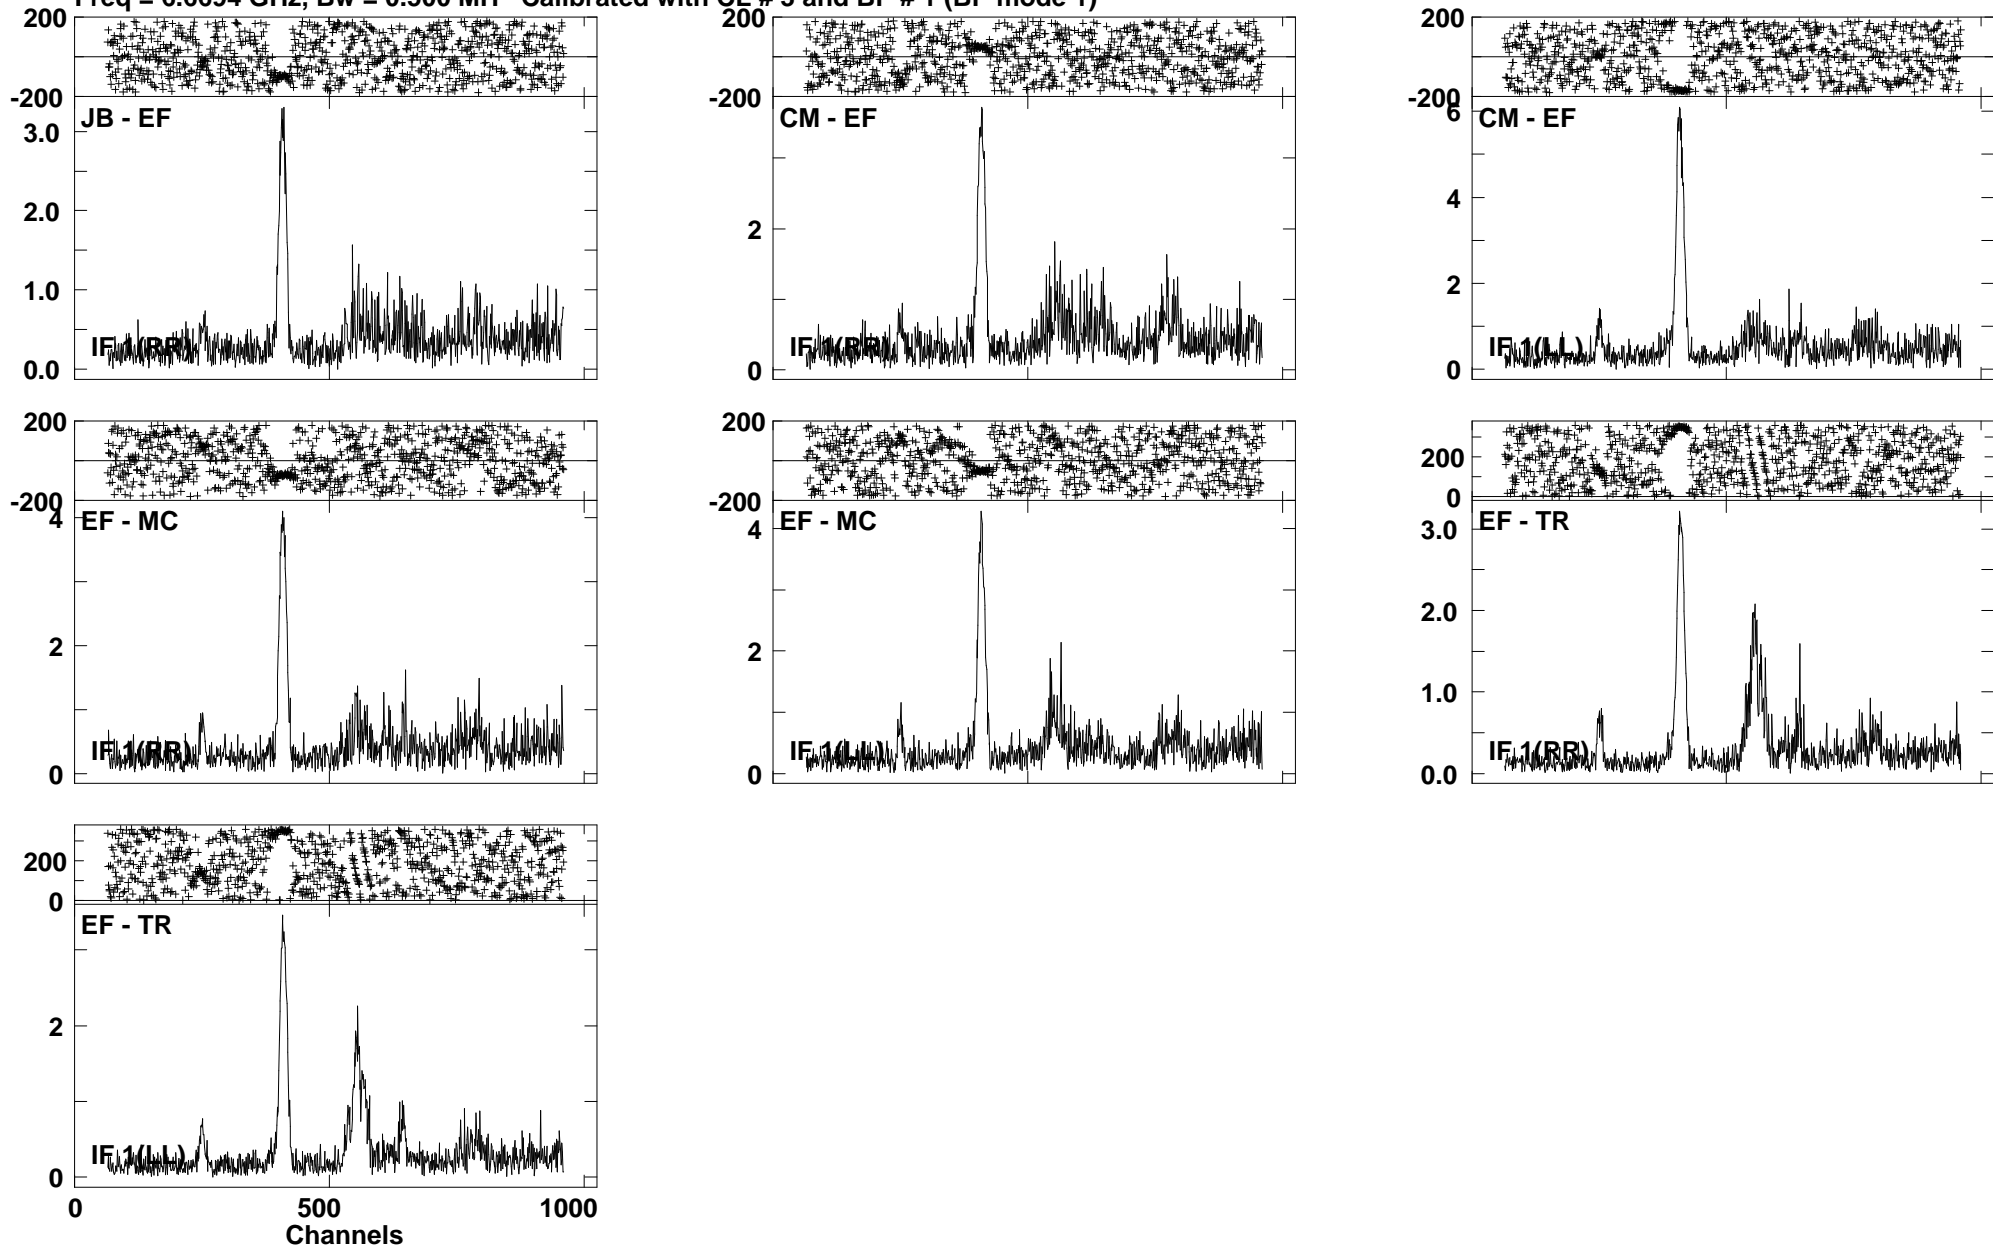 200 200 200
-200 -200 -200
JB - EF CM - EF CM - EF
3.0 6
2.0 2 4
1.0 2
IF 1(RR) IF 1(RR) IF 1(LL)
0.0 0 0
200 200 200
-200 -200 0
EF - MC EF - MC EF - TR
4 4 3.0
2 2 2.0
1.0
IF 1(RR) IF 1(LL) IF 1(RR)
0 0 0.0
200
0
EF - TR
2
IF 1(LL)
0
0 500 1000
Channels